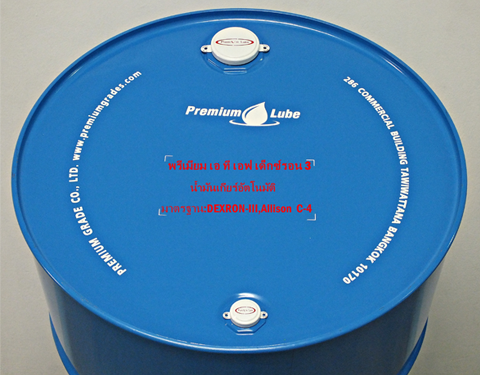 Premium Lube
พรีเมียม เอ ที เอฟ เด็กซ์รอน 3
น้ำมันเกียร์อัตโนมัติ
มาตรฐาน:DEXRON-III,Allison C-4
PREMIUM GRADE CO., LTD. www.premiumgrades.com
286 COMMERCIAL BUILDING TAWIWATTANA BANGKOK 10170